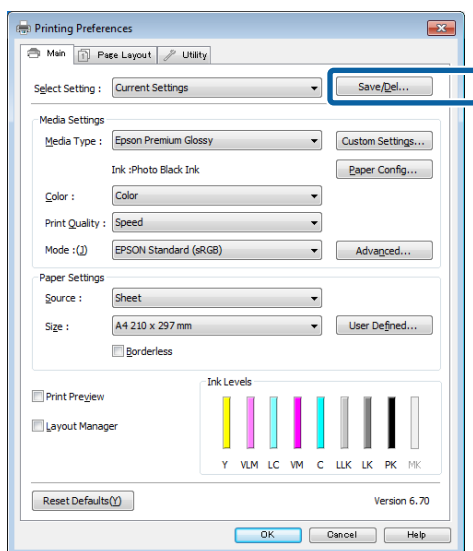 Printing Preferences
Main Page Layout Utility
Select Setting : Current Settings Save/Del...
Media Settings
Media Type : Epson Premium Glossy Custom Settings...
Ink :Photo Black Ink Paper Config...
Color : Color
Print Quality : Speed
Mode :(J) EPSON Standard (sRGB) Advanced...
Paper Settings
Source : Sheet
Size : A4 210 x 297 mm User Defined...
Borderless
Ink Levels
Print Preview
Layout Manager
Y VLM LC VM C LLK LK PK MK
Reset Defaults(Y) Version 6.70
OK Cancel Help